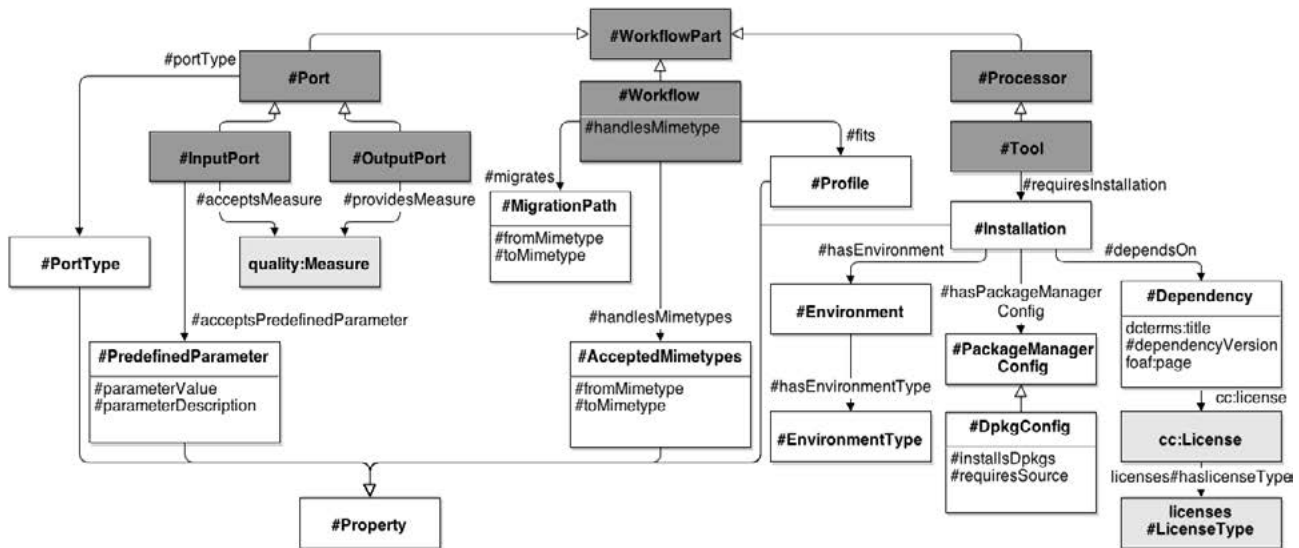 #WorkflowPart
#portType
#Port
#Processor
#Workflow
#handlesMimetype
#fits
#InputPort
#OutputPort
#Tool
#migrates
#Profile
#requiresInstallation
#acceptsMeasure
#providesMeasure
#MigrationPath
#fromMimetype
#toMimetype
#Installation
#PortType
quality:Measure
#hasEnvironment
#dependsOn
#hasPackageManager
Config
#Environment
#Dependency
dcterms:title
#dependencyVersion
foaf:page
#acceptsPredefinedParameter
#handlesMimetypes
#PredefinedParameter
#parameterValue
#parameterDescription
#AcceptedMimetypes
#fromMimetype
#toMimetype
#PackageManager
Config
#hasEnvironmentType
cc:license
#EnvironmentType
#DpkgConfig
#installsDpkgs
#requiresSource
cc:License
licenses#haslicenseType
#Property
licenses
#LicenseType